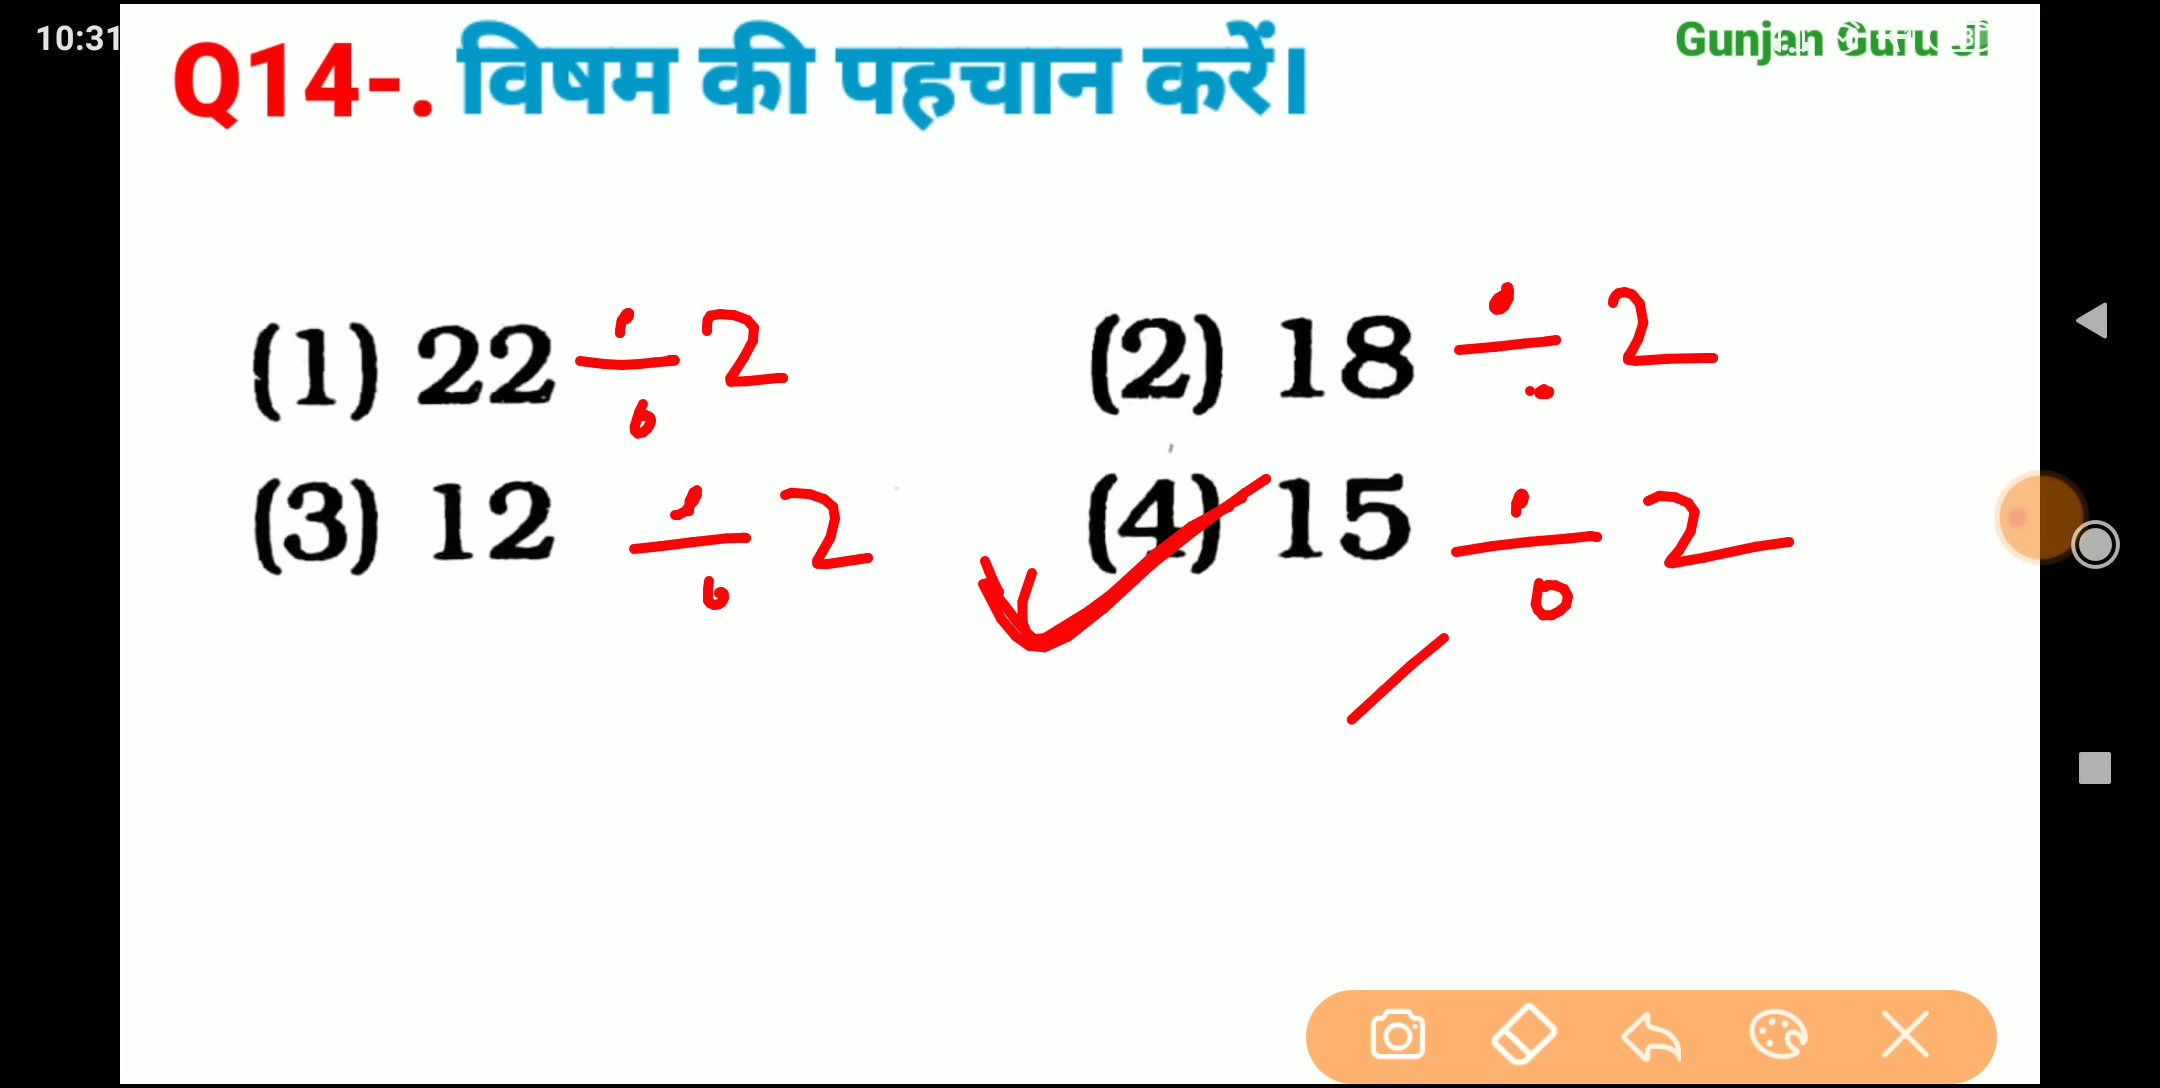 10:31
Q14-. विषम की पहचान करें।
Gunjan Guru Ji
(1) 22 ÷ 2
(2) 18 ÷ 2
(3) 12 ÷ 2
(4) 15 ÷ 2